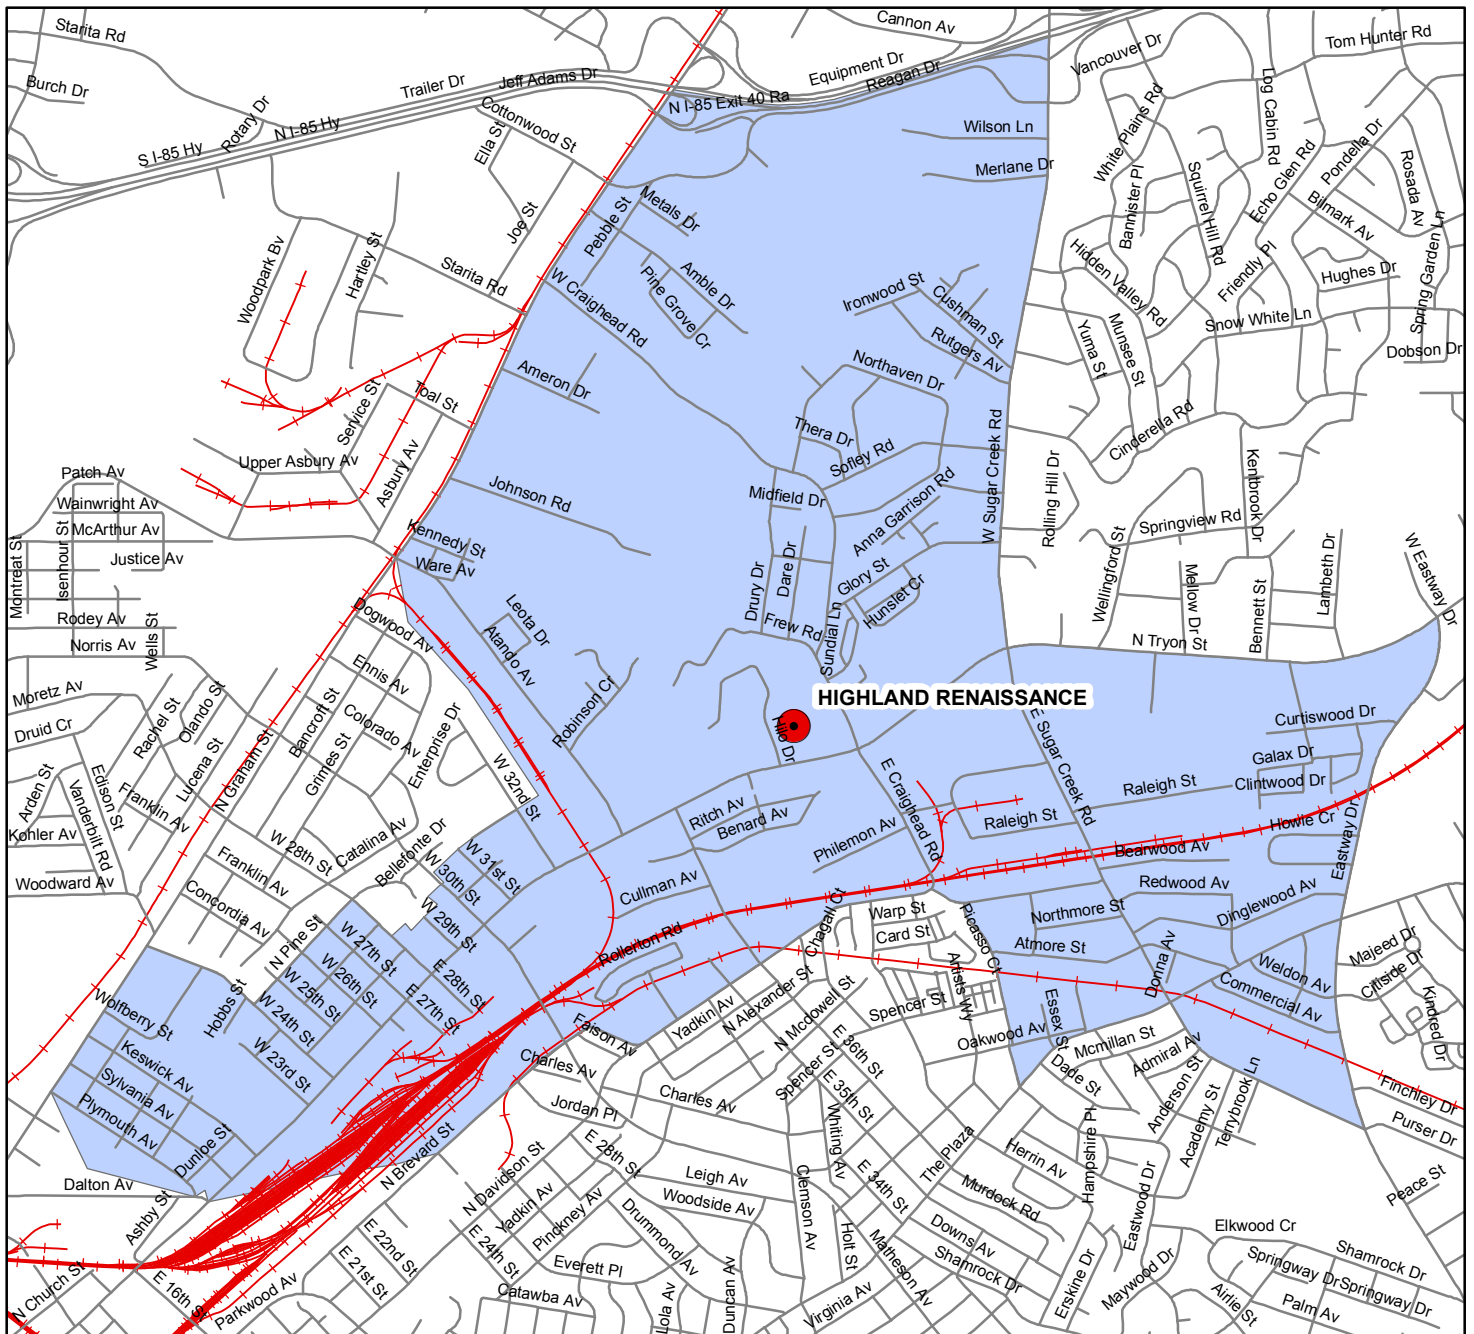 Starita Rd
Cannon Av
Tom Hunter Rd
Vancouver Dr
Burch Dr
Trailer Dr
Jeff Adams Dr
Equipment Dr
Reagan Dr
Log Cabin Rd
Rotary Dr
N I-85 Hy
S I-85 Hy
Cottonwood St
N I-85 Exit 40 Ra
Ella St
Wilson Ln
Merlane Dr
White Plains Rd
Bannister Pl
Squirrel Hill Rd
Echo Glen Rd
Pondella Dr
Rosada Av
Bilmark Av
Joe St
Pebble St
Metals Dr
Woodpark Bv
Hartley St
Starita Rd
W Craighead Rd
Pine Grove Cr
Amble Dr
Ironwood St
Cushman St
Rutgers Av
Hidden Valley Rd
Friendly Pl
Hughes Dr
Spring Garden Ln
Snow White Ln
Yuma St
Munsee St
Dobson Dr
Ameron Dr
Northaven Dr
Service St
Toal St
Thera Dr
Sofley Rd
W Sugar Creek Rd
Cinderella Rd
Upper Asbury Av
Asbury Av
Patch Av
Wainwright Av
McArthur Av
Justice Av
Montreat St
Isenhour St
Johnson Rd
Midfield Dr
Anna Garrison Rd
Rolling Hill Dr
Kentbrook Dr
Springview Rd
Kennedy St
Ware Av
Drury Dr
Dare Dr
Glory St
Hunslet Cr
Wellingford St
Mellow Dr
Bennett St
Lambeth Dr
W Eastway Dr
Rodey Av
Norris Av
Wells St
Dogwood Av
Leota Dr
Atando Av
Frew Rd
Sundial Ln
N Tryon St
Moretz Av
Druid Cr
Rachel St
Olando St
Ennis Av
Bancroft St
Colorado Av
Enterprise Dr
Robinson Cr
HIGHLAND RENAISSANCE
Hilo Dr
E Sugar Creek Rd
Curtiswood Dr
Galax Dr
Clintwood Dr
Lucena St
N Graham St
Grimes St
W 32nd St
E Craighead Rd
Raleigh St
Arden St
Edison St
Vanderbilt Rd
Franklin Av
Kohler Av
Ritch Av
Benard Av
Philemon Av
Raleigh St
Howie Cr
Eastway Dr
W 28th St
Catalina Av
Bellefonte Dr
W 31st St
W 30th St
Bearwood Av
Woodward Av
Franklin Av
Concordia Av
Cullman Av
Redwood Av
Dinglewood Av
N Pine St
W 27th St
W 29th St
Chagall Ct
Warp St
Card St
Picasso Ct
Northmore St
Atmore St
Rollerton Rd
W 26th St
W 25th St
W 24th St
E 28th St
E 27th St
Artists Wy
Donna Av
Weldon Av
Commercial Av
Majeed Dr
Cliffside Dr
Kindred Dr
Wolfberry St
Hobbs St
W 23rd St
Faison Av
Yadkin Av
N Alexander St
N Mcdowell St
Spencer St
Oakwood Av
Essex St
Keswick Av
Sylvania Av
Plymouth Av
Dunloe St
Charles Av
Charles Av
Jordan Pl
Spencer St
E 36th St
E 35th St
Mcmillan St
Dade St
Admiral Av
Anderson St
Academy St
Terrybrook Ln
Finchley Dr
Purser Dr
Dalton Av
Ashby St
N Brevard St
N Davidson St
E 28th St
Leigh Av
Woodside Av
Whiting Av
Clemson Av
E 34th St
The Plaza
Herrin Av
Hampshire Pl
Murdock Rd
Eastwood Dr
Peace St
Yadkin Av
Pinckney Av
Drummond Av
Holt St
Matheson Av
Downs Av
Shamrock Dr
Elkwood Cr
Shamrock Dr
E 22nd St
E 21st St
E 24th St
Everett Pl
Catawba Av
Lola Av
Duncan Av
Virginia Av
Erskine Dr
Maywood Dr
Springway Dr
Springway Dr
Airlie St
Palm Av
N Church St
E 16th St
Parkwood Av